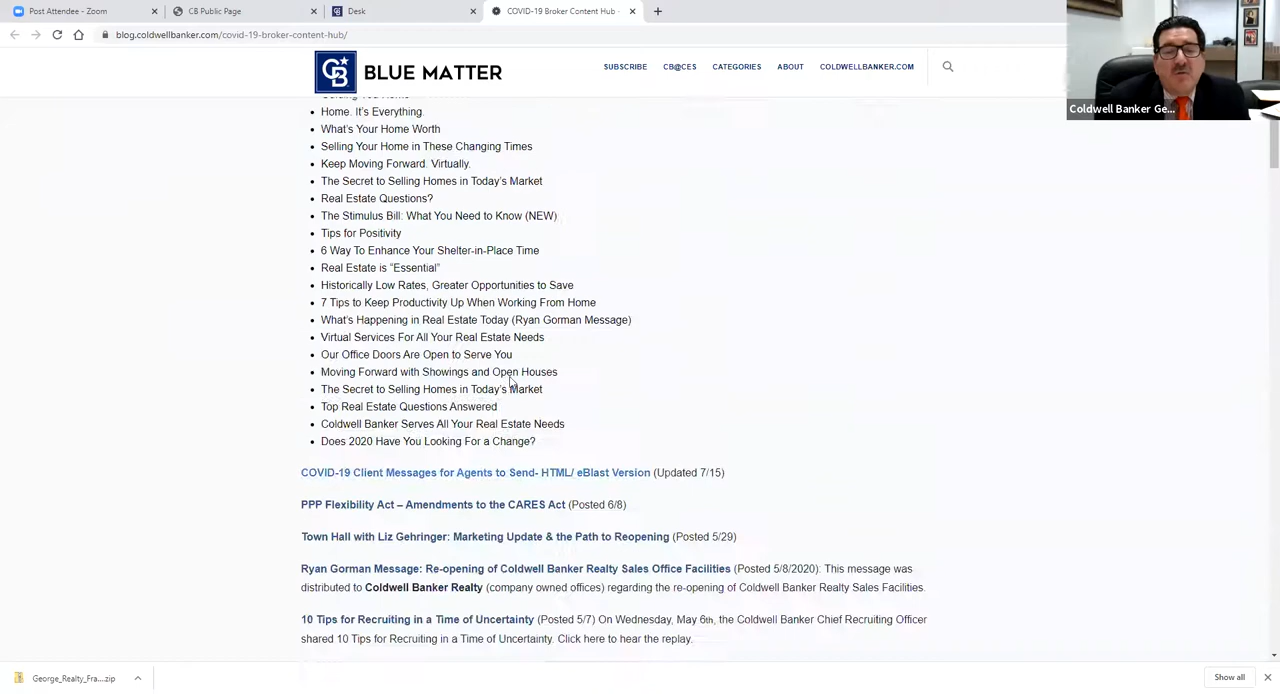 Post Attendee - Zoom
CB Public Page
Desk
COVID-19 Broker Content Hub -
blog.coldwellbanker.com/covid-19-broker-content-hub/
CB BLUE MATTER
SUBSCRIBE CB@CES CATEGORIES ABOUT COLDWELLBANKER.COM
Coldwell Banker Ge...
• Home. It's Everything.
• What's Your Home Worth
• Selling Your Home in These Changing Times
• Keep Moving Forward. Virtually.
• The Secret to Selling Homes in Today's Market
• Real Estate Questions?
• The Stimulus Bill: What You Need to Know (NEW)
• Tips for Positivity
• 6 Way To Enhance Your Shelter-in-Place Time
• Real Estate is "Essential"
• Historically Low Rates, Greater Opportunities to Save
• 7 Tips to Keep Productivity Up When Working From Home
• What's Happening in Real Estate Today (Ryan Gorman Message)
• Virtual Services For All Your Real Estate Needs
• Our Office Doors Are Open to Serve You
• Moving Forward with Showings and Open Houses
• The Secret to Selling Homes in Today's Market
• Top Real Estate Questions Answered
• Coldwell Banker Serves All Your Real Estate Needs
• Does 2020 Have You Looking For a Change?
COVID-19 Client Messages for Agents to Send- HTML/ eBlast Version (Updated 7/15)
PPP Flexibility Act – Amendments to the CARES Act (Posted 6/8)
Town Hall with Liz Gehringer: Marketing Update & the Path to Reopening (Posted 5/29)
Ryan Gorman Message: Re-opening of Coldwell Banker Realty Sales Office Facilities (Posted 5/8/2020): This message was
distributed to Coldwell Banker Realty (company owned offices) regarding the re-opening of Coldwell Banker Realty Sales Facilities.
10 Tips for Recruiting in a Time of Uncertainty (Posted 5/7) On Wednesday, May 6th, the Coldwell Banker Chief Recruiting Officer
shared 10 Tips for Recruiting in a Time of Uncertainty. Click here to hear the replay.
George_Realty_Fra....zip
Show all